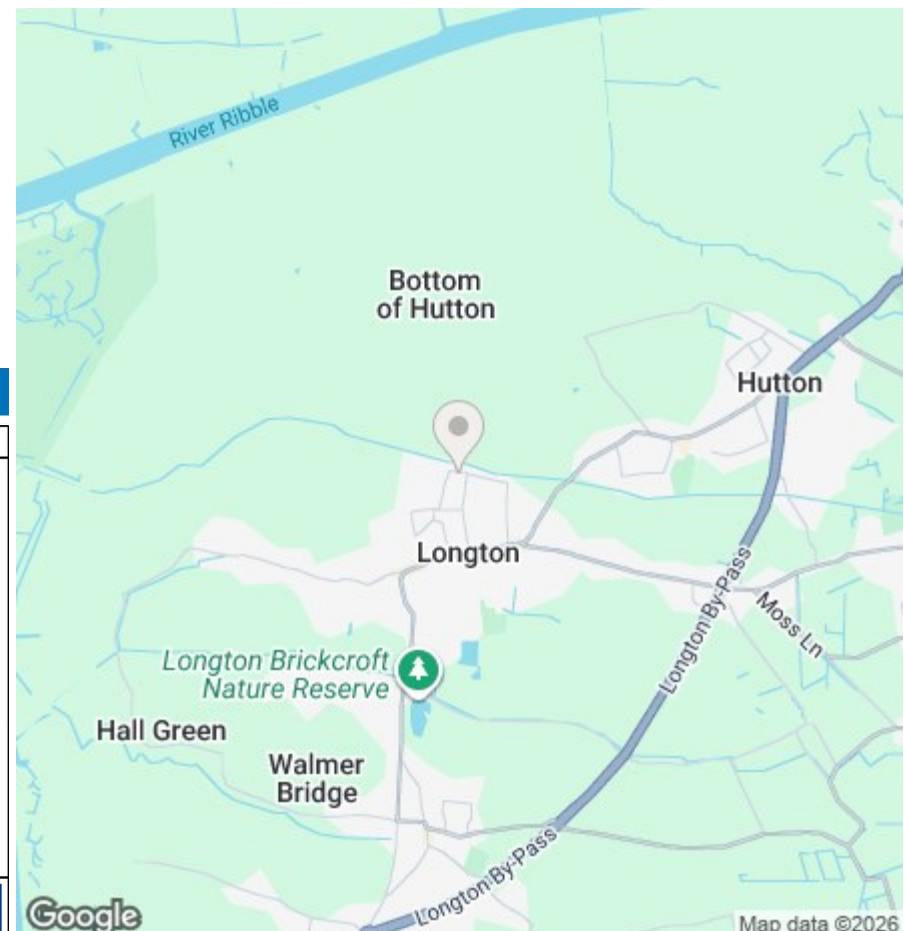 River Ribble
Bottom
of Hutton
Hutton
Longton
Longton By-Pass
Moss Ln
Longton Brickcroft
Nature Reserve
Hall Green
Walmer
Bridge
Longton By-Pass
Google
Map data ©2026